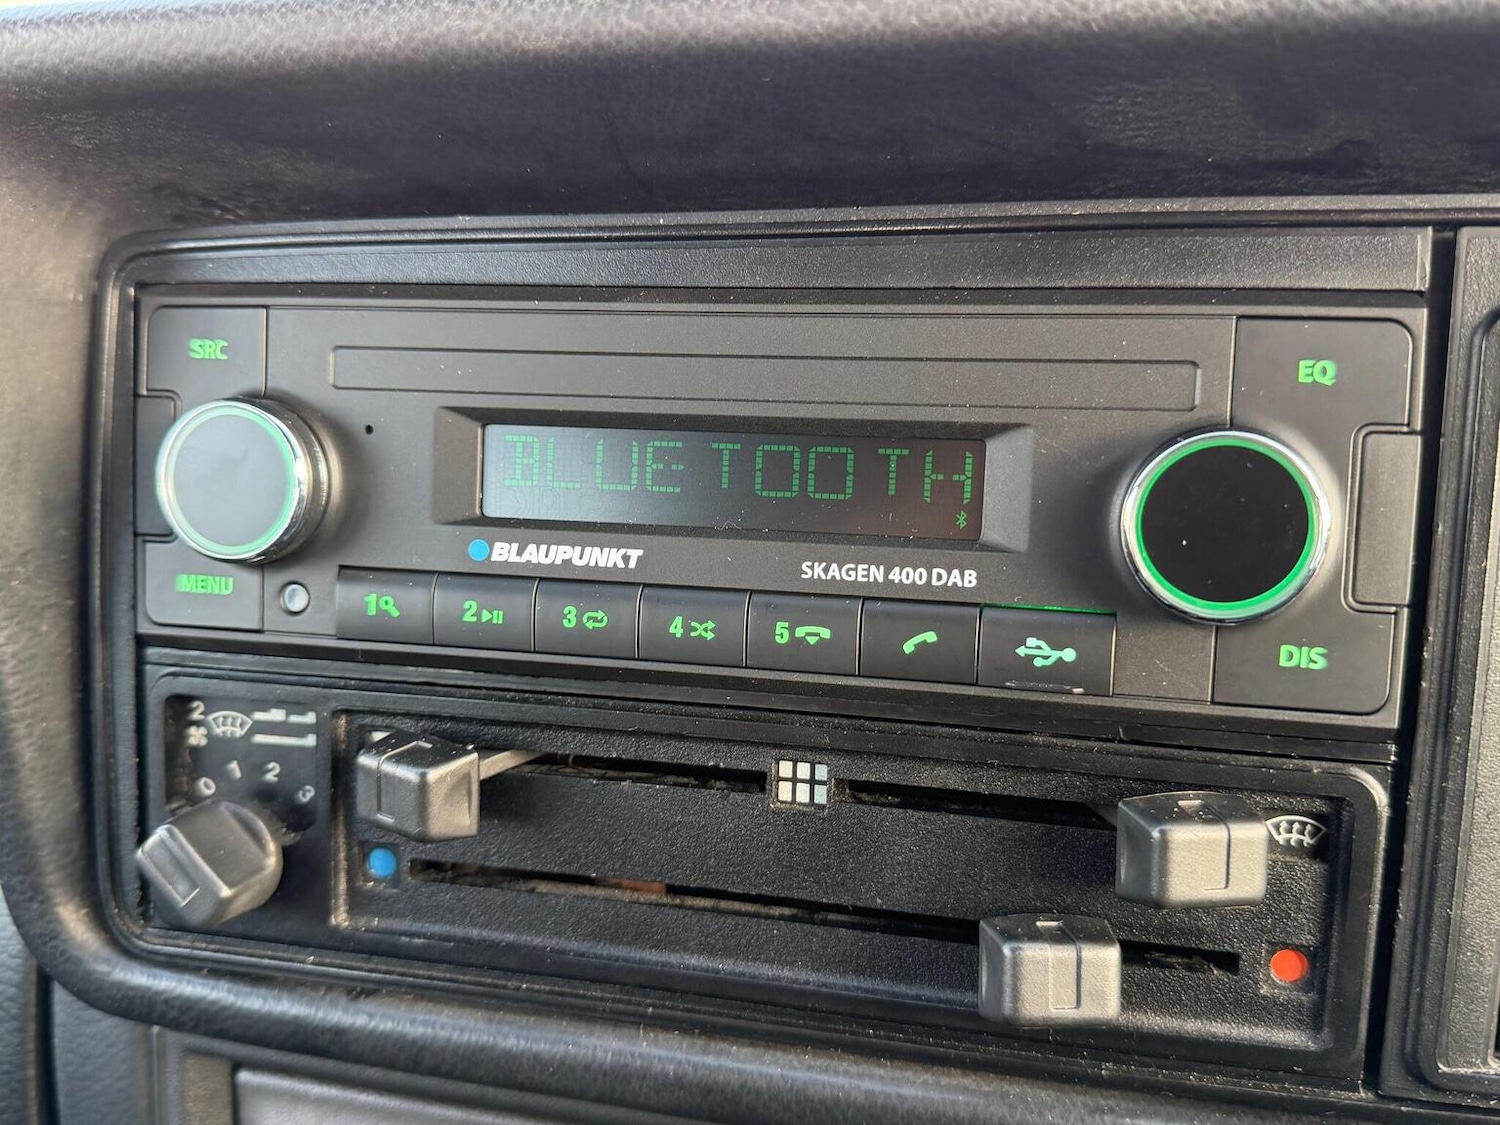 SRC
EQ
BLUETOOTH
BLAUPUNKT
SKAGEN 400 DAB
MENU
1
2
3
4
5
DIS
2
0 1 2 3